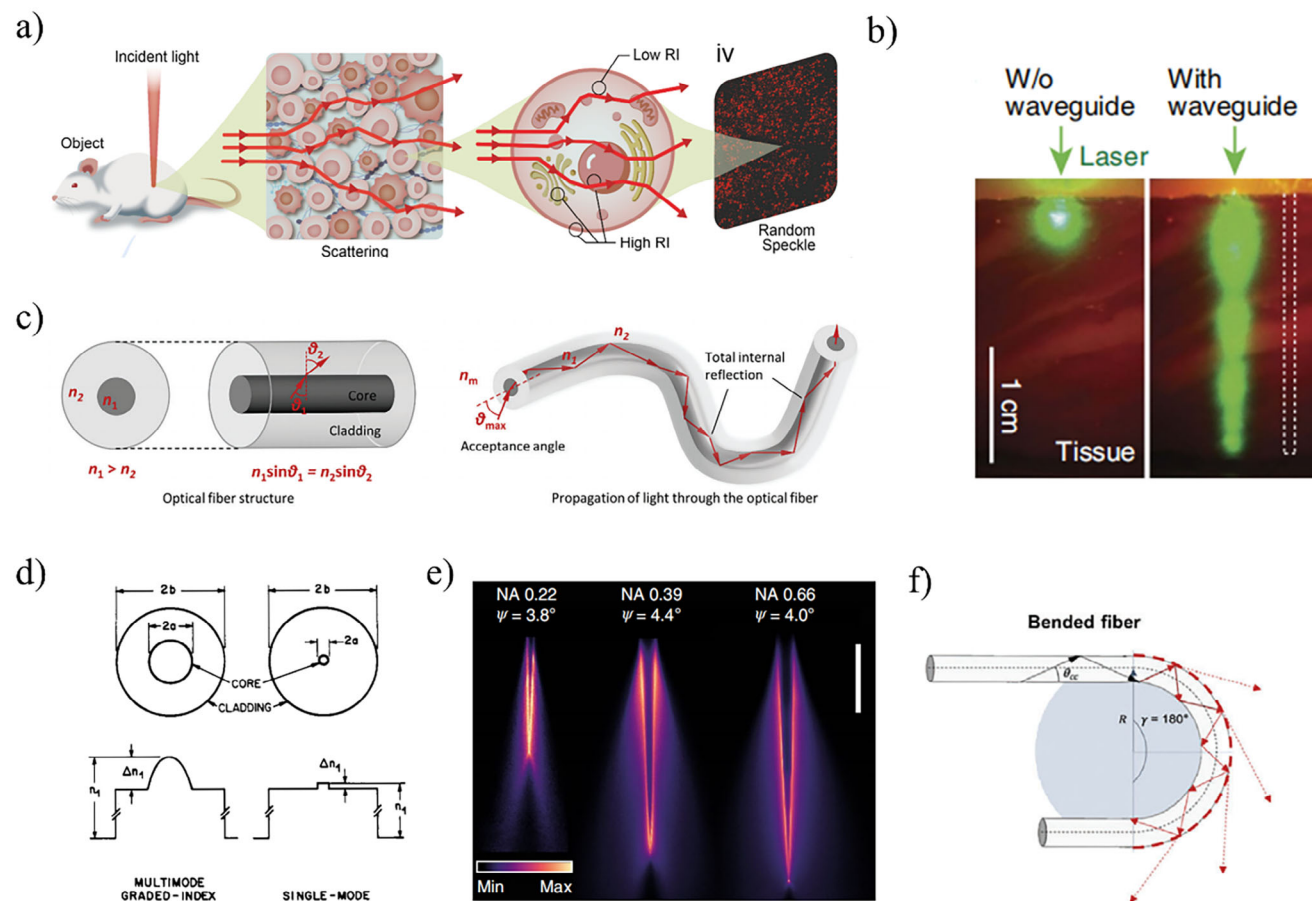 a)
Incident light
Object
Scattering
Low RI
High RI
iv
Random
Speckle
b)
W/o
waveguide
With
waveguide
Laser
1 cm
Tissue
c)
n2
n1
n1 > n2
ϑ2
ϑ1
Core
Cladding
n1sinϑ1 = n2sinϑ2
Optical fiber structure
nm
n1
n2
ϑmax
Acceptance angle
Total internal
reflection
Propagation of light through the optical fiber
d)
2b
2a
2b
2a
CORE
CLADDING
Δn1
n1
Δn1
n1
MULTIMODE
GRADED-INDEX
SINGLE-MODE
e)
NA 0.22
ψ = 3.8°
NA 0.39
ψ = 4.4°
NA 0.66
ψ = 4.0°
Min
Max
f)
Bended fiber
θcc
R
γ = 180°